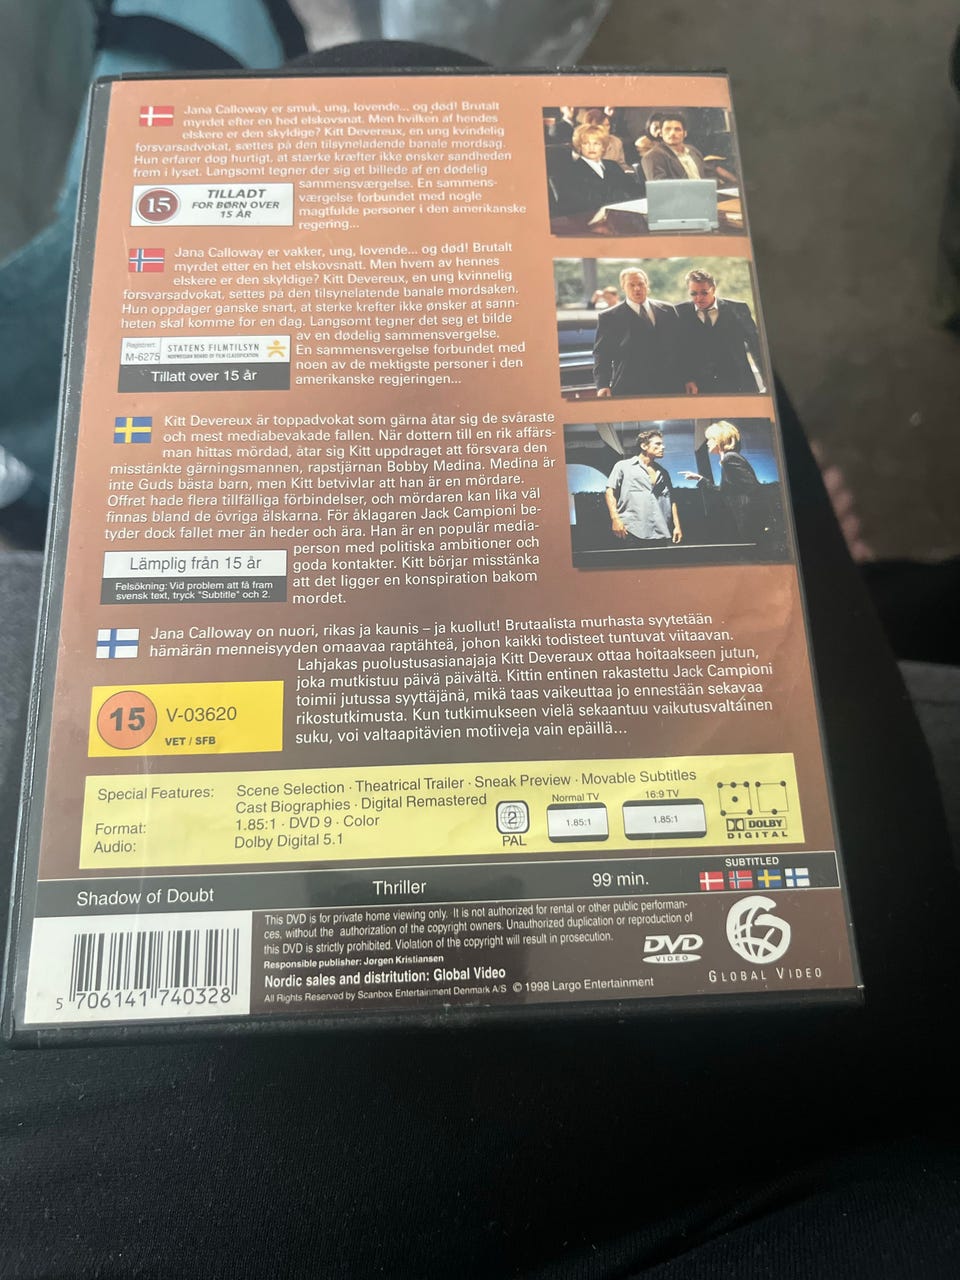 Jana Calloway er smuk, ung, lovende... og død! Brutalt
myrdet efter en hed elskovsnat. Men hvilken af hendes
elskere er den skyldige? Kitt Devereux, en ung kvindelig
forsvarsadvokat, sættes på den tilsyneladende banale mordsag.
Hun erfarer dog hurtigt, at stærke kræfter ikke ønsker sandheden
frem i lyset. Langsomt tegner der sig et billede af en dødelig
sammensværgelse. En sammens-
værgelse forbundet med nogle
magtfulde personer i den amerikanske
regering...
15
TILLADT
FOR BØRN OVER
15 ÅR
Jana Calloway er vakker, ung, lovende... og død! Brutalt
myrdet etter en het elskovsnatt. Men hvem av hennes
elskere er den skyldige? Kitt Devereux, en ung kvinnelig
forsvarsadvokat, settes på den tilsynelatende banale mordsaken.
Hun oppdager ganske snart, at sterke krefter ikke ønsker at sann-
heten skal komme for en dag. Langsomt tegner det seg et bilde
av en dødelig sammensvergelse.
En sammensvergelse forbundet med
noen av de mektigste personer i den
amerikanske regjeringen...
Registrert
M-6275
STATENS FILMTILSYN
NORWEGIAN BOARD OF FILM CLASSIFICATION
Tillatt over 15 år
Kitt Devereux är toppadvokat som gärna åtar sig de svåraste
och mest mediabevakade fallen. När dottern till en rik affärs-
man hittas mördad, åtar sig Kitt uppdraget att försvara den
misstänkte gärningsmannen, rapstjärnan Bobby Medina. Medina är
inte Guds bästa barn, men Kitt betvivlar att han är en mördare.
Offret hade flera tillfälliga förbindelser, och mördaren kan lika väl
finnas bland de övriga älskarna. För åklagaren Jack Campioni be-
tyder dock fallet mer än heder och ära. Han är en populär media-
person med politiska ambitioner och
goda kontakter. Kitt börjar misstänka
att det ligger en konspiration bakom
mordet.
Lämplig från 15 år
Felsökning: Vid problem att få fram
svensk text, tryck "Subtitle" och 2.
Jana Calloway on nuori, rikas ja kaunis – ja kuollut! Brutaalista murhasta syytetään
hämärän menneisyyden omaavaa raptähteä, johon kaikki todisteet tuntuvat viitaavan.
Lahjakas puolustusasianajaja Kitt Deveraux ottaa hoitaakseen jutun,
joka mutkistuu päivä päivältä. Kittin entinen rakastettu Jack Campioni
toimii jutussa syyttäjänä, mikä taas vaikeuttaa jo ennestään sekavaa
rikostutkimusta. Kun tutkimukseen vielä sekaantuu vaikutusvaltainen
suku, voi valtaapitävien motiiveja vain epäillä...
15
V-03620
VET / SFB
Special Features: Scene Selection · Theatrical Trailer · Sneak Preview · Movable Subtitles
Cast Biographies · Digital Remastered
Format: 1.85:1 · DVD 9 · Color
Audio: Dolby Digital 5.1
2
PAL
Normal TV
1.85:1
16:9 TV
1.85:1
DOLBY
DIGITAL
Shadow of Doubt Thriller 99 min.
SUBTITLED
This DVD is for private home viewing only. It is not authorized for rental or other public performan-
ces, without the authorization of the copyright owners. Unauthorized duplication or reproduction of
this DVD is strictly prohibited. Violation of the copyright will result in prosecution.
Responsible publisher: Jørgen Kristiansen
Nordic sales and distritution: Global Video
All Rights Reserved by Scanbox Entertainment Denmark A/S © 1998 Largo Entertainment
DVD
VIDEO
GLOBAL VIDEO
5 706141 740328